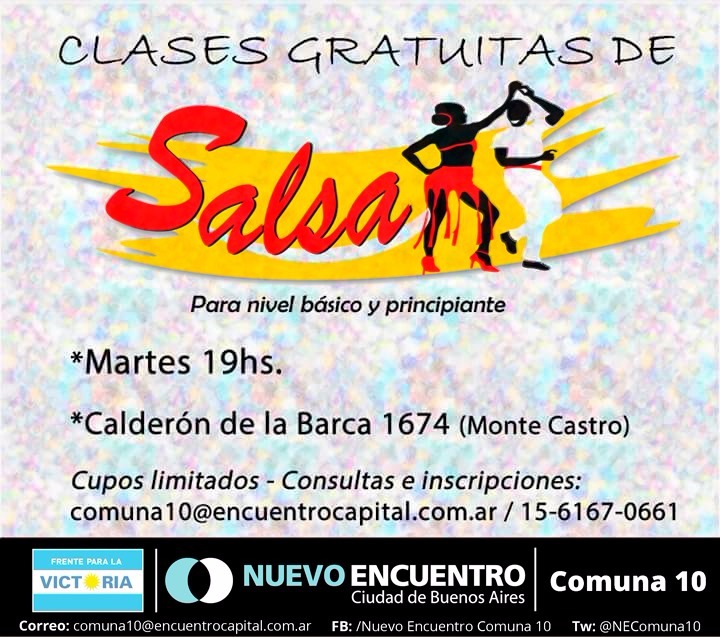 CLASES GRATUITAS DE
Salsa
Para nivel básico y principiante
*Martes 19hs.
*Calderón de la Barca 1674 (Monte Castro)
Cupos limitados - Consultas e inscripciones:
comuna10@encuentrocapital.com.ar / 15-6167-0661
FRENTE PARA LA
VICTORIA
NUEVO ENCUENTRO
Ciudad de Buenos Aires
Comuna 10
Correo: comuna10@encuentrocapital.com.ar FB: /Nuevo Encuentro Comuna 10 Tw: @NEComuna10